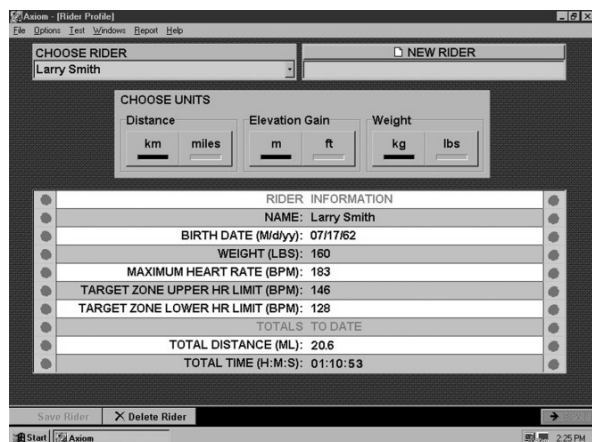 Axiom - [Rider Profile]
File Options Test Windows Report Help
CHOOSE RIDER
Larry Smith
NEW RIDER
CHOOSE UNITS
Distance Elevation Gain Weight
km miles m ft kg lbs
RIDER INFORMATION
NAME: Larry Smith
BIRTH DATE (M/d/yy): 07/17/62
WEIGHT (LBS): 160
MAXIMUM HEART RATE (BPM): 183
TARGET ZONE UPPER HR LIMIT (BPM): 146
TARGET ZONE LOWER HR LIMIT (BPM): 128
TOTALS TO DATE
TOTAL DISTANCE (ML): 20.6
TOTAL TIME (H:M:S): 01:10:53
Save Rider Delete Rider
Start Axiom 2:25 PM